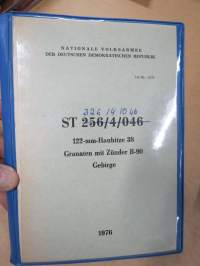 NATIONALE VOLKSARMEE
DER DEUTSCHEN DEMOKRATISCHEN REPUBLIK
326/4/046
ST 256/4/046
122-mm-Haubitze 38
Granaten mit Zünder B-90
Gebirge
1976